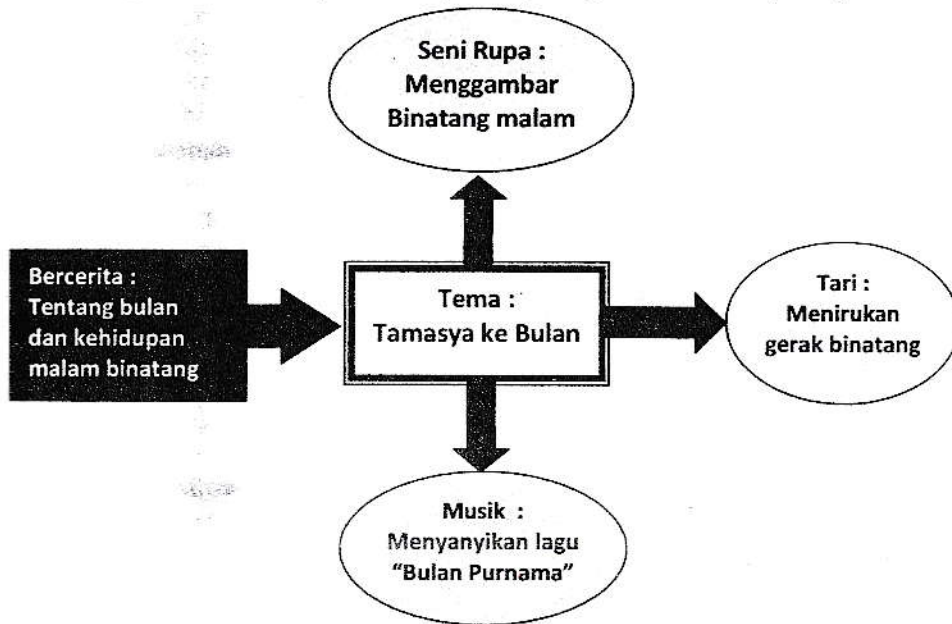 Seni Rupa :
Menggambar
Binatang malam
Bercerita :
Tentang bulan
dan kehidupan
malam binatang
Tema :
Tamasya ke Bulan
Tari :
Menirukan
gerak binatang
Musik :
Menyanyikan lagu
“Bulan Purnama”